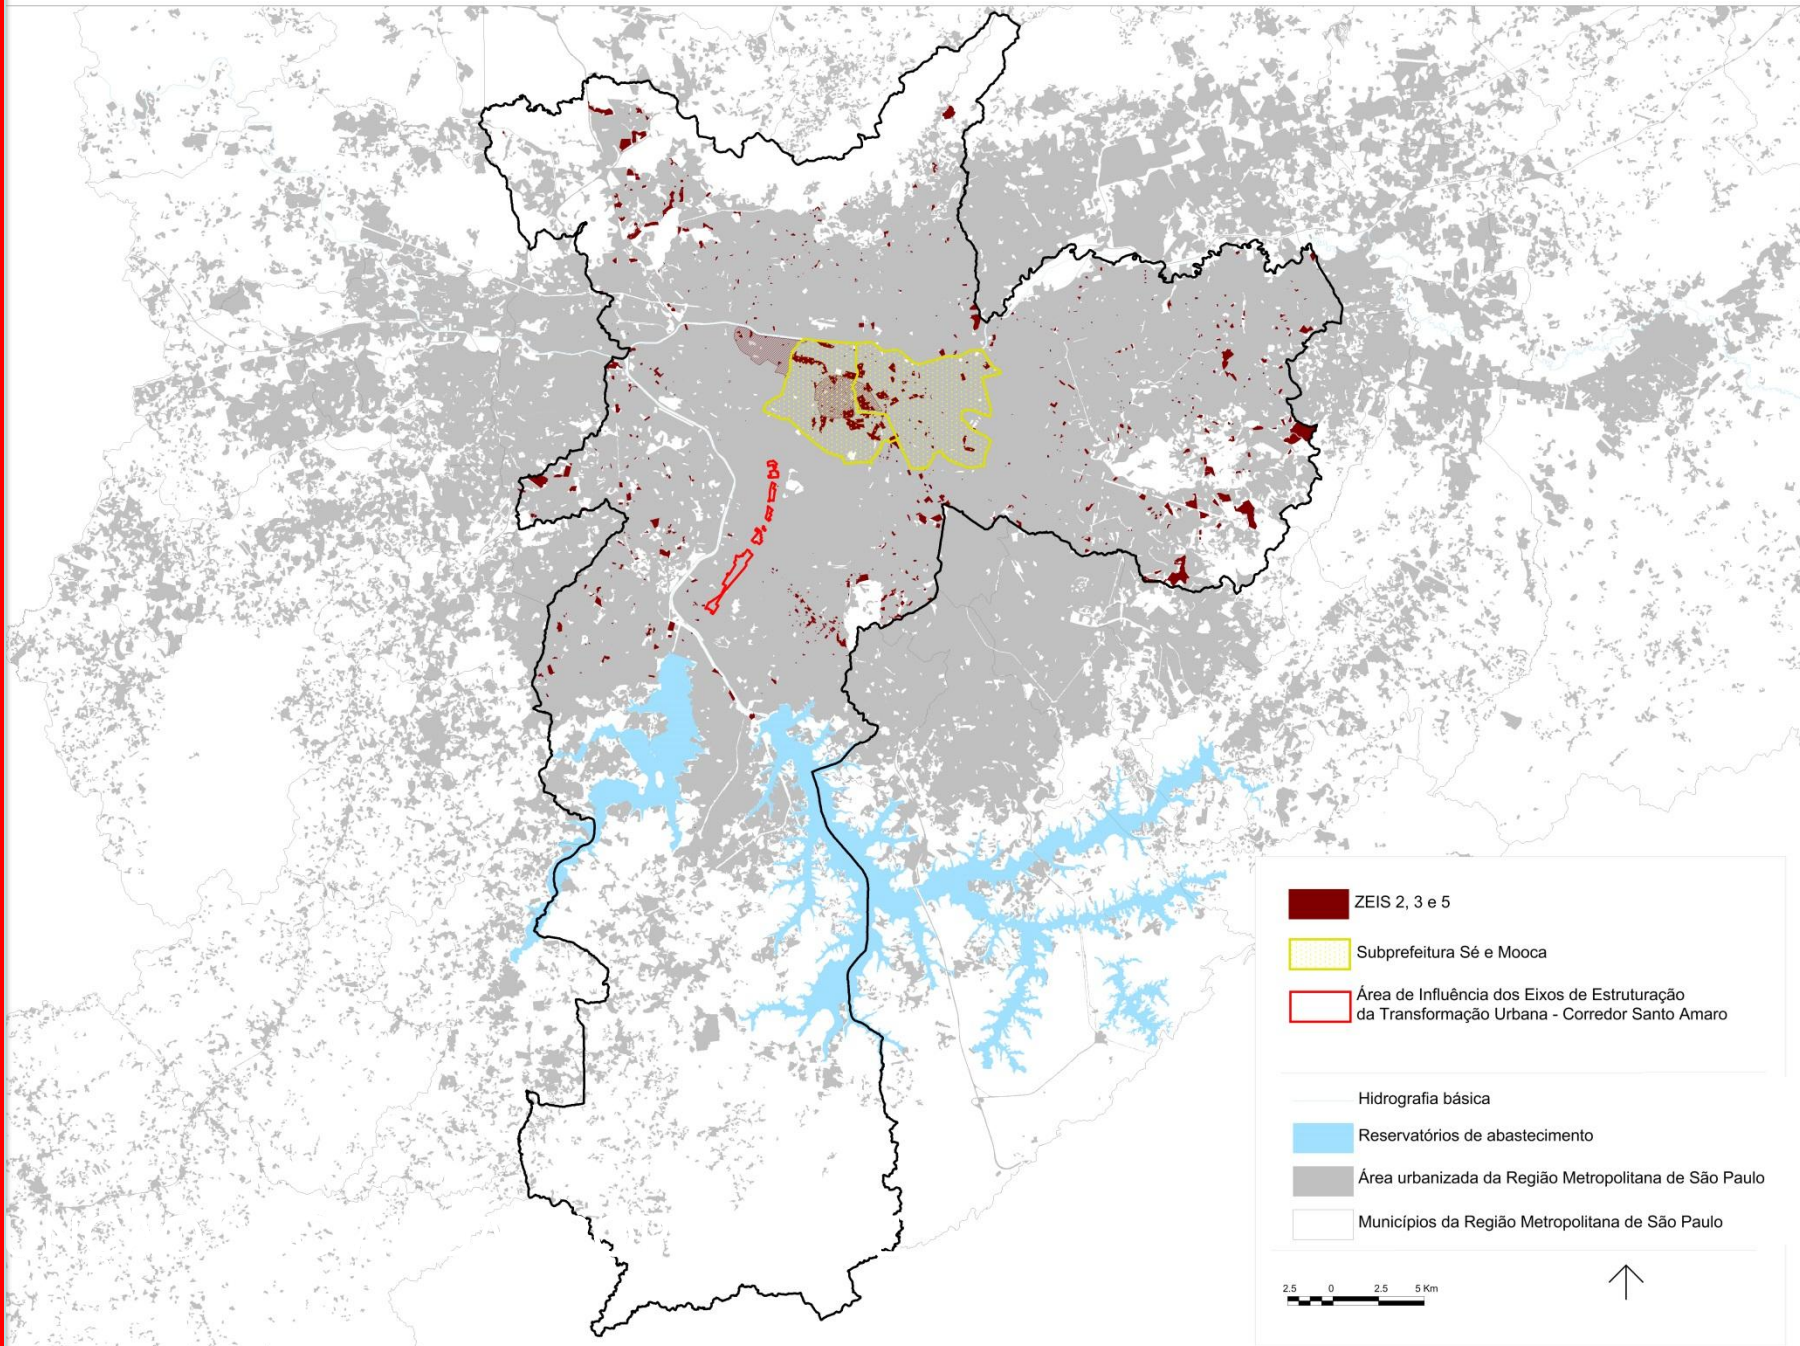 ZEIS 2, 3 e 5
Subprefeitura Sé e Mooca
Área de Influência dos Eixos de Estruturação
da Transformação Urbana - Corredor Santo Amaro
Hidrografia básica
Reservatórios de abastecimento
Área urbanizada da Região Metropolitana de São Paulo
Municípios da Região Metropolitana de São Paulo
2.5 0 2.5 5 Km